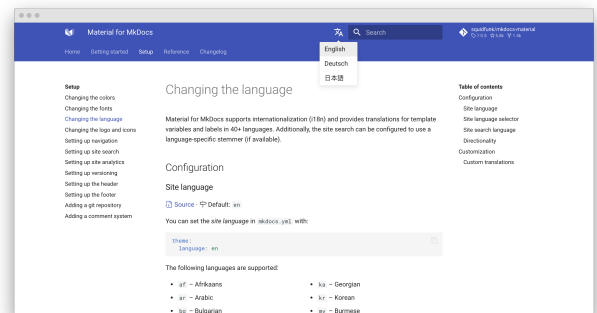 Material for MkDocs
Search
squidfunk/mkdocs-material
Home Getting started Setup Reference Changelog
English
Deutsch
日本語
Setup
Changing the colors
Changing the fonts
Changing the language
Changing the logo and icons
Setting up navigation
Setting up site search
Setting up site analytics
Setting up versioning
Setting up the header
Setting up the footer
Adding a git repository
Adding a comment system
Changing the language
Material for MkDocs supports internationalization (i18n) and provides translations for template
variables and labels in 40+ languages. Additionally, the site search can be configured to use a
language-specific stemmer (if available).
Configuration
Site language
Source · Default: en
You can set the site language in mkdocs.yml with:
theme:
language: en
The following languages are supported:
af – Afrikaans
ar – Arabic
bg – Bulgarian
ka – Georgian
kr – Korean
my – Burmese
Table of contents
Configuration
Site language
Site language selector
Site search language
Directionality
Customization
Custom translations